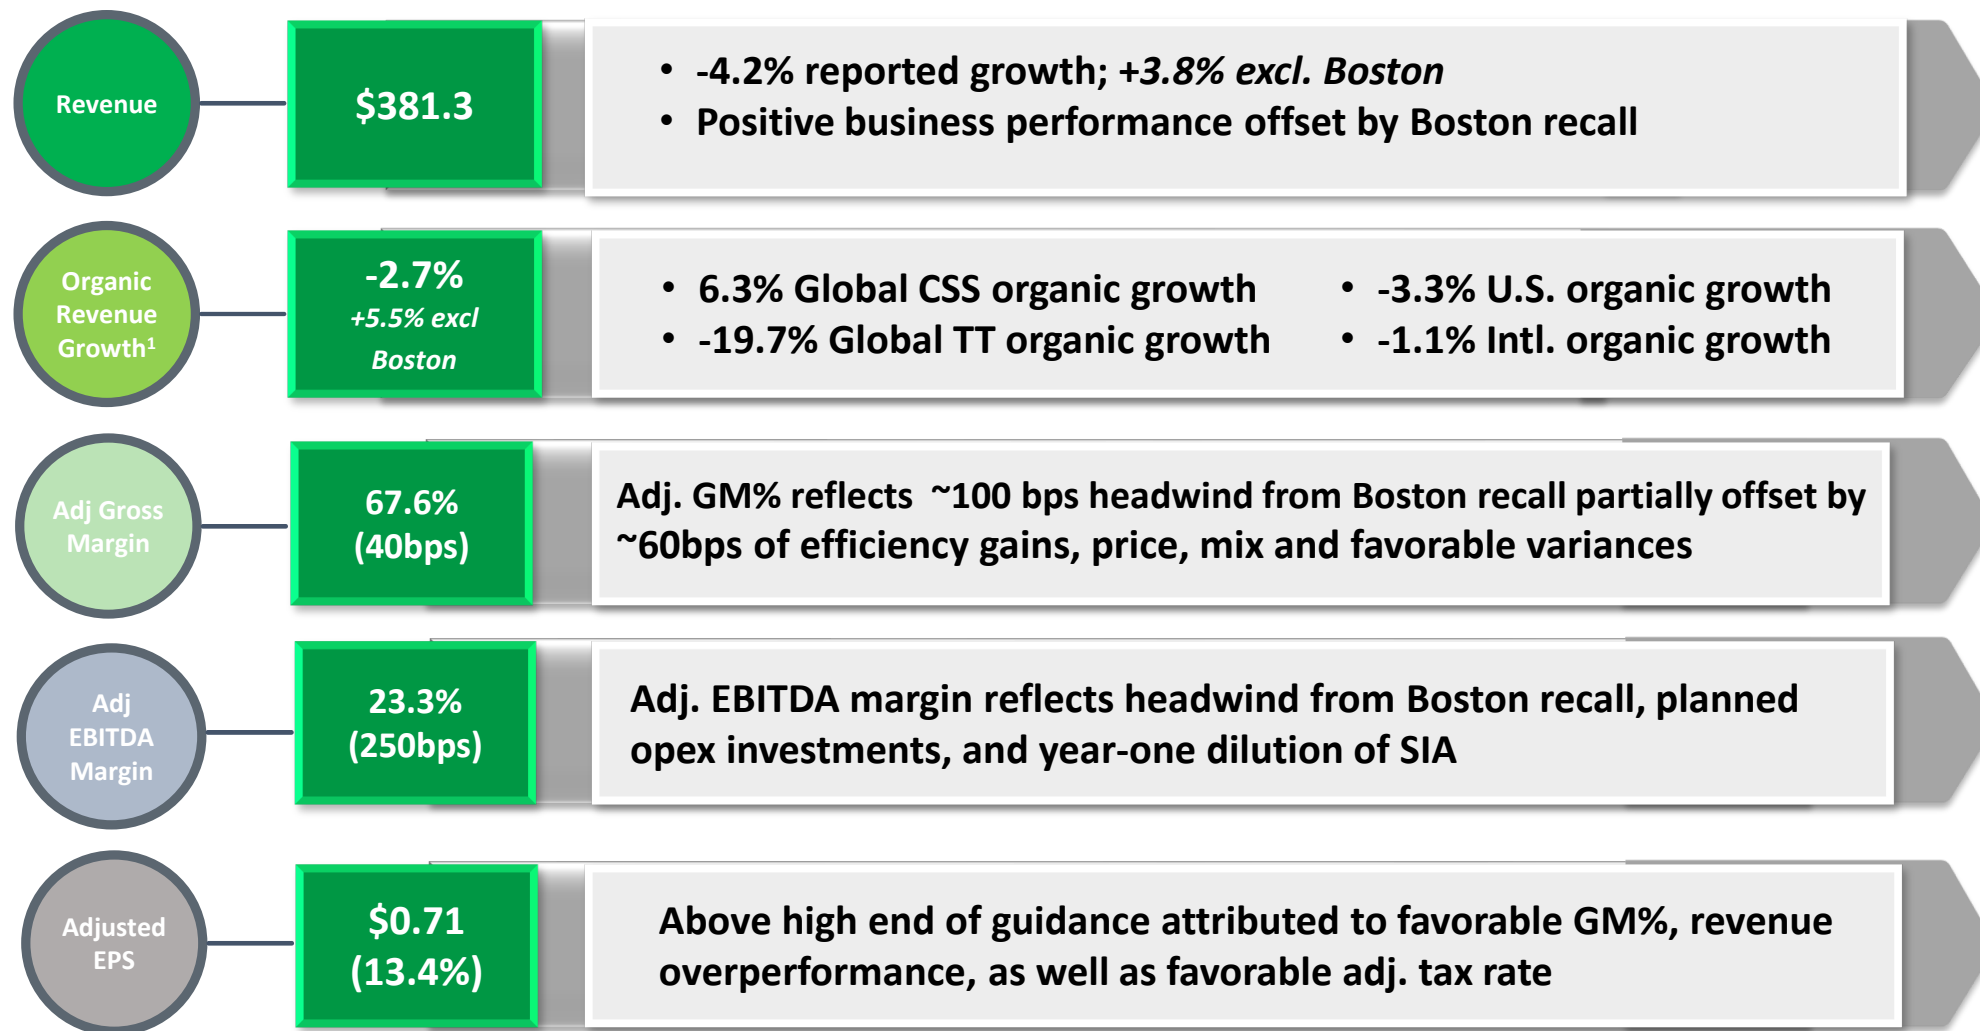 Revenue
$381.3
• -4.2% reported growth; +3.8% excl. Boston
• Positive business performance offset by Boston recall
Organic
Revenue
Growth¹
-2.7%
+5.5% excl
Boston
• 6.3% Global CSS organic growth
• -19.7% Global TT organic growth
• -3.3% U.S. organic growth
• -1.1% Intl. organic growth
Adj Gross
Margin
67.6%
(40bps)
Adj. GM% reflects ~100 bps headwind from Boston recall partially offset by
~60bps of efficiency gains, price, mix and favorable variances
Adj
EBITDA
Margin
23.3%
(250bps)
Adj. EBITDA margin reflects headwind from Boston recall, planned
opex investments, and year-one dilution of SIA
Adjusted
EPS
$0.71
(13.4%)
Above high end of guidance attributed to favorable GM%, revenue
overperformance, as well as favorable adj. tax rate